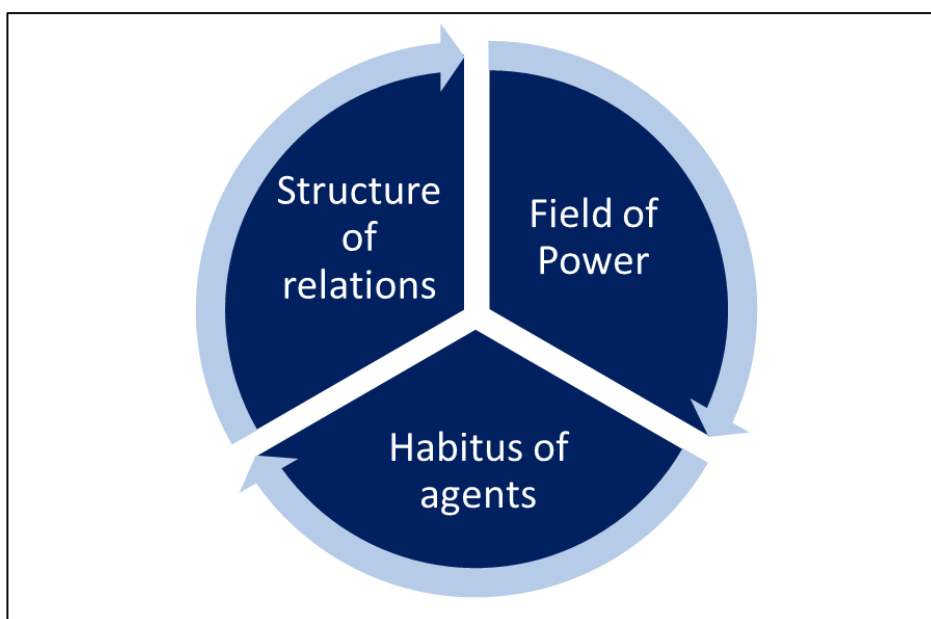 Structure
of
relations
Field of
Power
Habitus of
agents